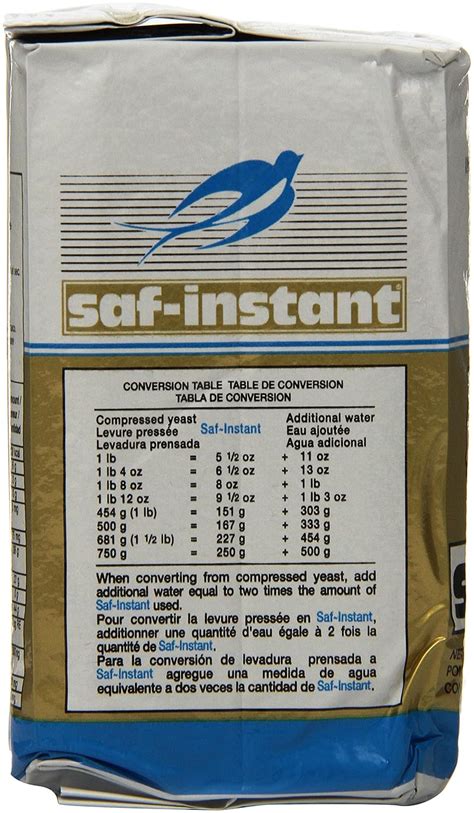 saf-instant
CONVERSION TABLE TABLE DE CONVERSION
TABLA DE CONVERSION
Compressed yeast Saf-Instant Additional water
Levure pressée Eau ajoutée
Levadura prensada Agua adicional
1 lb = 5 1/2 oz + 11 oz
1 lb 4 oz = 6 1/2 oz + 13 oz
1 lb 8 oz = 8 oz + 1 lb
1 lb 12 oz = 9 1/2 oz + 1 lb 3 oz
454 g (1 lb) = 151 g + 303 g
500 g = 167 g + 333 g
681 g (1 1/2 lb) = 227 g + 454 g
750 g = 250 g + 500 g
When converting from compressed yeast, add
additional water equal to two times the amount of
Saf-Instant used.
Pour convertir la levure pressée en Saf-Instant,
additionner une quantité d'eau égale à 2 fois la
quantité de Saf-Instant.
Para la conversión de levadura prensada a
Saf-Instant agregue una medida de agua
equivalente a dos veces la cantidad de Saf-Instant.